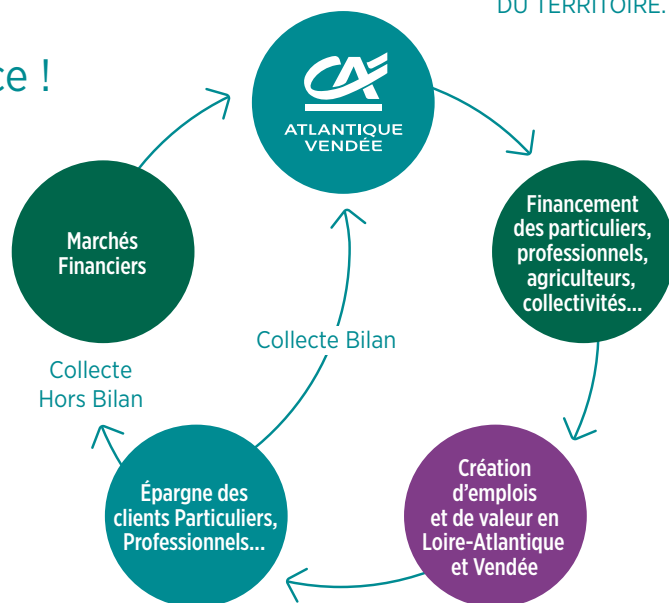 DU TERRITOIRE.
ce !
CA
ATLANTIQUE
VENDÉE
Marchés
Financiers
Financement
des particuliers,
professionnels,
agriculteurs,
collectivités...
Collecte Bilan
Collecte
Hors Bilan
Épargne des
clients Particuliers,
Professionnels...
Création
d’emplois
et de valeur en
Loire-Atlantique
et Vendée